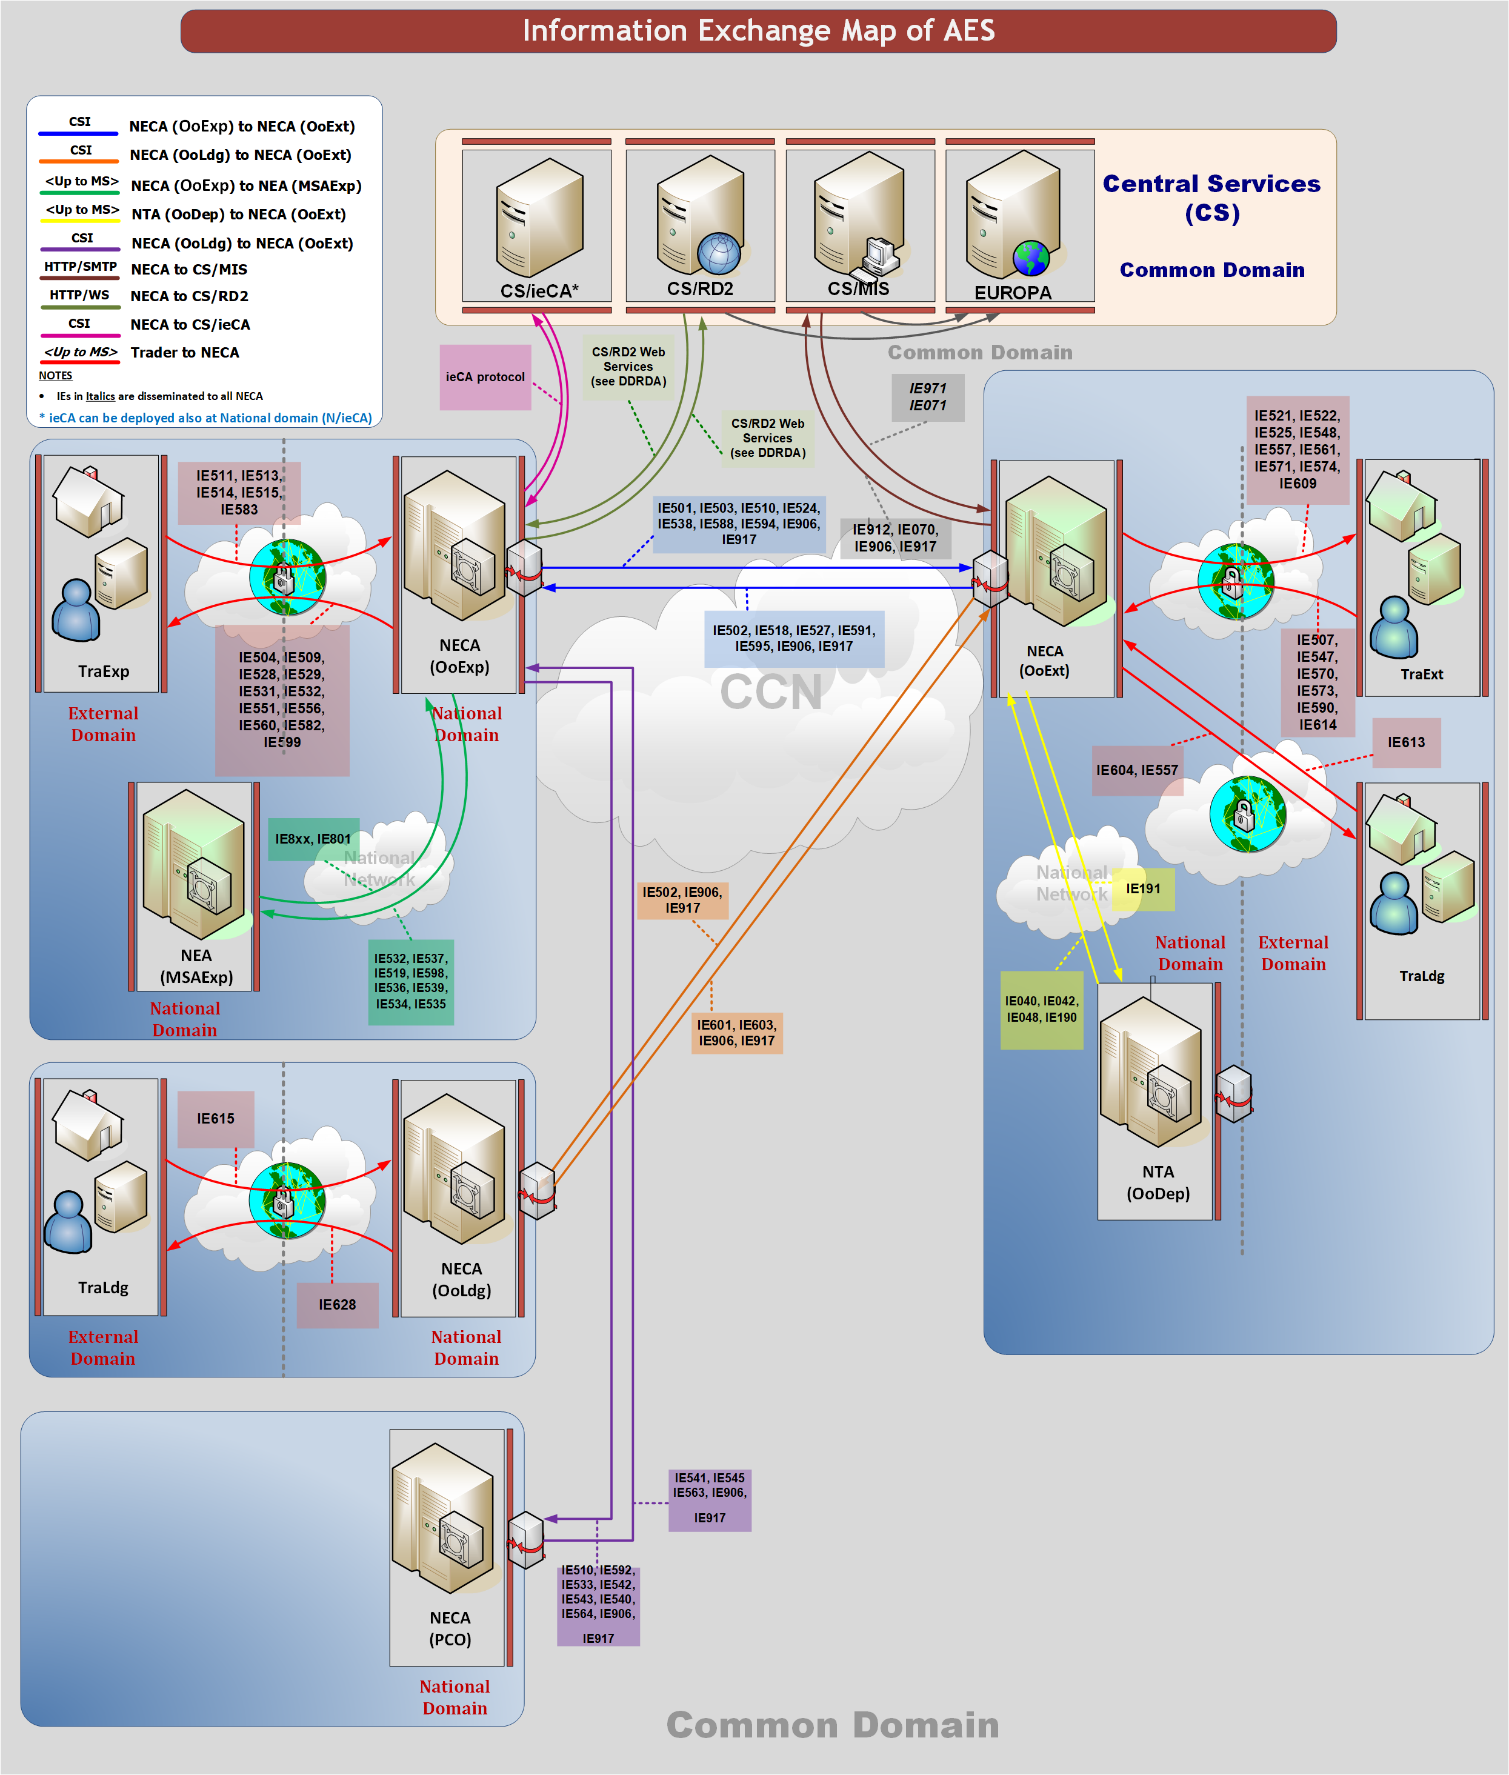 Information Exchange Map of AES
CSI
NECA (OoExp) to NECA (OoExt)
CSI
NECA (OoLdg) to NECA (OoExt)
<Up to MS>
NECA (OoExp) to NEA (MSAExp)
<Up to MS>
NTA (OoDep) to NECA (OoExt)
CSI
NECA (OoLdg) to NECA (OoExt)
HTTP/SMTP
NECA to CS/MIS
HTTP/WS
NECA to CS/RD2
CSI
NECA to CS/ieCA
<Up to MS>
Trader to NECA
NOTES
• IEs in Italics are disseminated to all NECA
* ieCA can be deployed also at National domain (N/ieCA)
CS/ieCA*
CS/RD2
CS/MIS
EUROPA
Central Services
(CS)
Common Domain
Common Domain
ieCA protocol
CS/RD2 Web
Services
(see DDRDA)
CS/RD2 Web
Services
(see DDRDA)
IE971
IE071
IE912, IE070,
IE906, IE917
IE501, IE503, IE510, IE524,
IE538, IE588, IE594, IE906,
IE917
IE502, IE518, IE527, IE591,
IE595, IE906, IE917
CCN
IE511, IE513,
IE514, IE515,
IE583
IE504, IE509,
IE528, IE529,
IE531, IE532,
IE551, IE556,
IE560, IE582,
IE599
TraExp
External
Domain
NECA
(OoExp)
National
Domain
NEA
(MSAExp)
National
Domain
IE8xx, IE801
National
Network
IE532, IE537,
IE519, IE598,
IE536, IE539,
IE534, IE535
IE521, IE522,
IE525, IE548,
IE557, IE561,
IE571, IE574,
IE609
NECA
(OoExt)
TraExt
IE507,
IE547,
IE570,
IE573,
IE590,
IE614
IE613
IE604, IE557
National
Network
IE191
IE040, IE042,
IE048, IE190
National
Domain
External
Domain
TraLdg
NTA
(OoDep)
IE502, IE906,
IE917
IE601, IE603,
IE906, IE917
IE615
IE628
TraLdg
External
Domain
NECA
(OoLdg)
National
Domain
NECA
(PCO)
National
Domain
IE541, IE545
IE563, IE906,
IE917
IE510, IE592,
IE533, IE542,
IE543, IE540,
IE564, IE906,
IE917
Common Domain